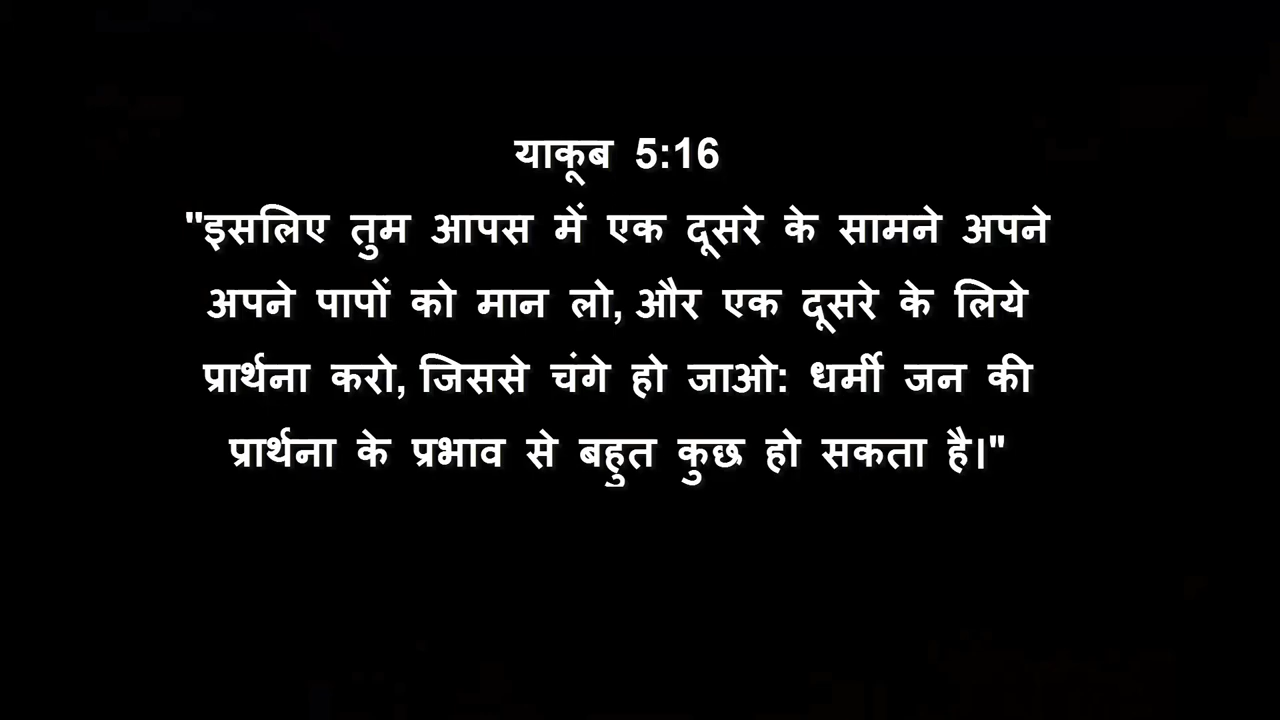 याकूब 5:16
"इसलिए तुम आपस में एक दूसरे के सामने अपने
अपने पापों को मान लो, और एक दूसरे के लिये
प्रार्थना करो, जिससे चंगे हो जाओ: धर्मी जन की
प्रार्थना के प्रभाव से बहुत कुछ हो सकता है।"